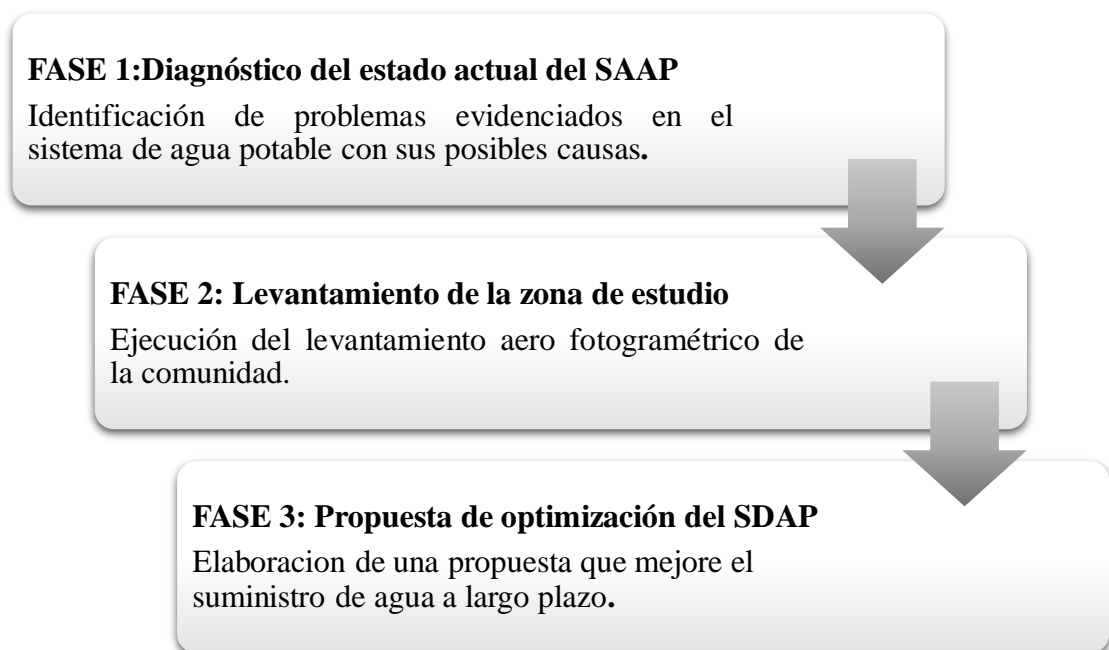 FASE 1:Diagnóstico del estado actual del SAAP
Identificación de problemas evidenciados en el
sistema de agua potable con sus posibles causas.
FASE 2: Levantamiento de la zona de estudio
Ejecución del levantamiento aero fotogramétrico de
la comunidad.
FASE 3: Propuesta de optimización del SDAP
Elaboracion de una propuesta que mejore el
suministro de agua a largo plazo.